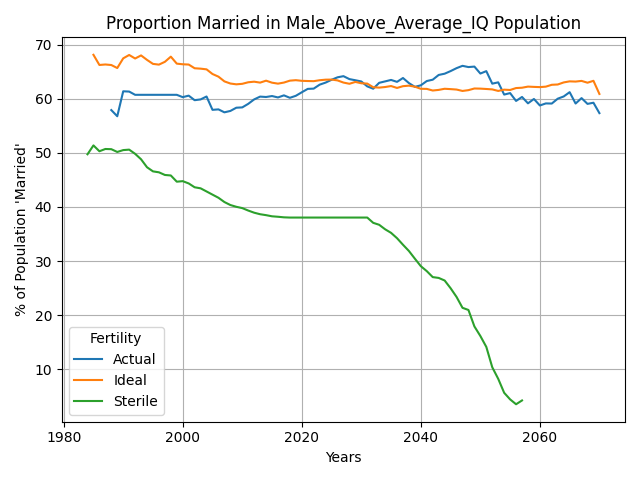 Proportion Married in Male_Above_Average_IQ Population
% of Population 'Married'
70
60
50
40
30
20
10
Fertility
Actual
Ideal
Sterile
1980
2000
2020
2040
2060
Years